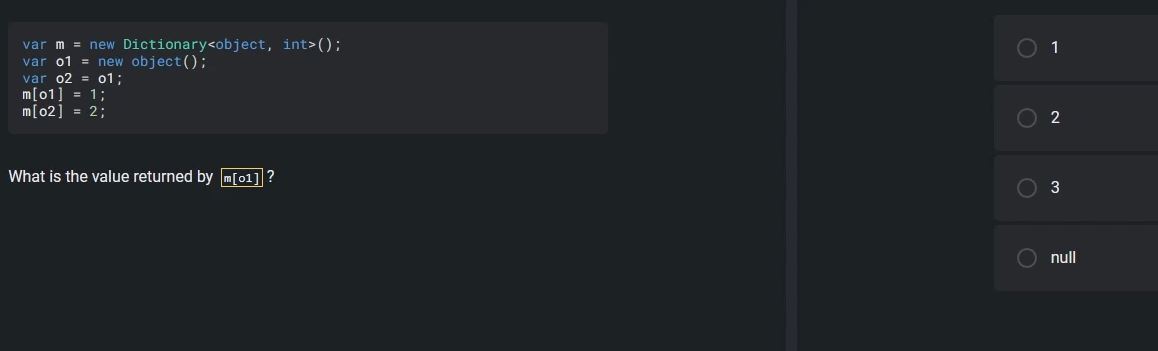 var m = new Dictionary<object, int>();
var o1 = new object();
var o2 = o1;
m[o1] = 1;
m[o2] = 2;
What is the value returned by m[o1] ?
1
2
3
null